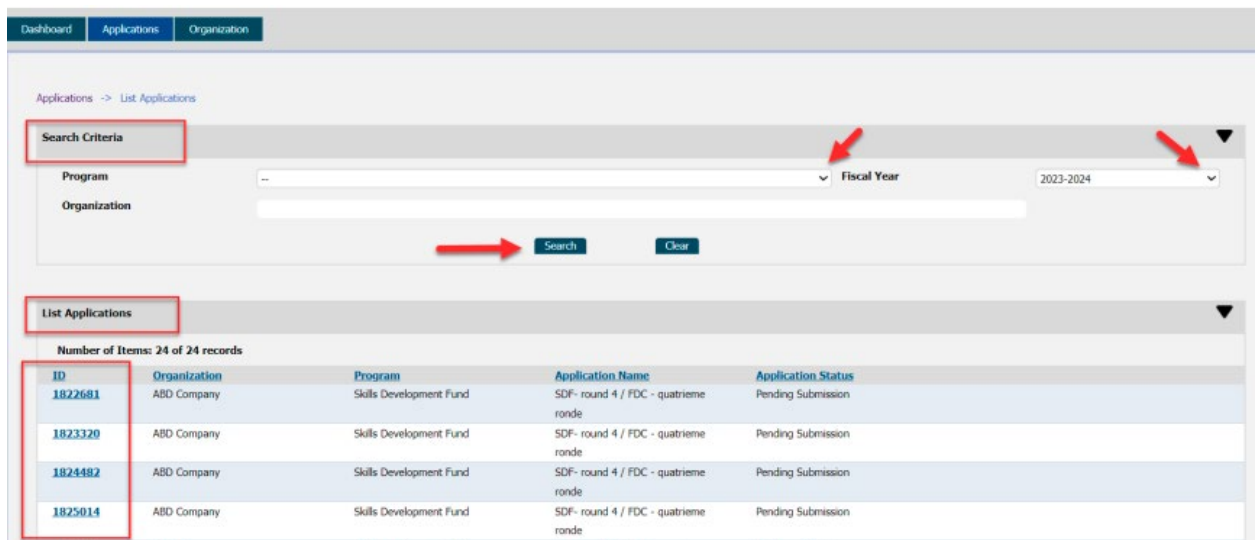 Dashboard Applications Organization
Applications -> List Applications
Search Criteria
Program -- Fiscal Year 2023-2024
Organization
Search Clear
List Applications
Number of Items: 24 of 24 records
ID Organization Program Application Name Application Status
1822681 ABD Company Skills Development Fund SDF- round 4 / FDC - quatrieme Pending Submission
ronde
1823320 ABD Company Skills Development Fund SDF- round 4 / FDC - quatrieme Pending Submission
ronde
1824482 ABD Company Skills Development Fund SDF- round 4 / FDC - quatrieme Pending Submission
ronde
1825014 ABD Company Skills Development Fund SDF- round 4 / FDC - quatrieme Pending Submission
ronde